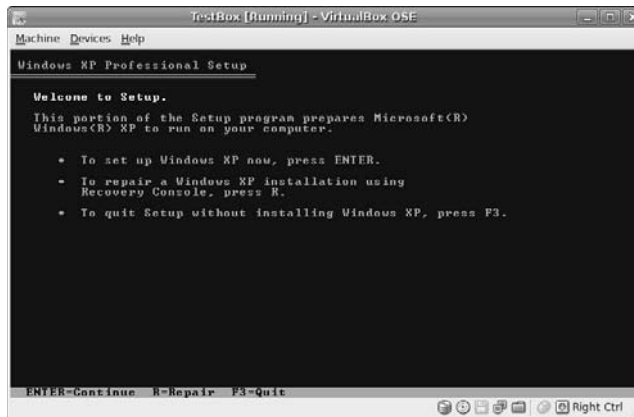 TestBox [Running] - VirtualBox OSE
Machine Devices Help
Windows XP Professional Setup
Welcome to Setup.
This portion of the Setup program prepares Microsoft(R)
Windows(R) XP to run on your computer.
• To set up Windows XP now, press ENTER.
• To repair a Windows XP installation using
Recovery Console, press R.
• To quit Setup without installing Windows XP, press F3.
ENTER=Continue R=Repair F3=Quit
Right Ctrl